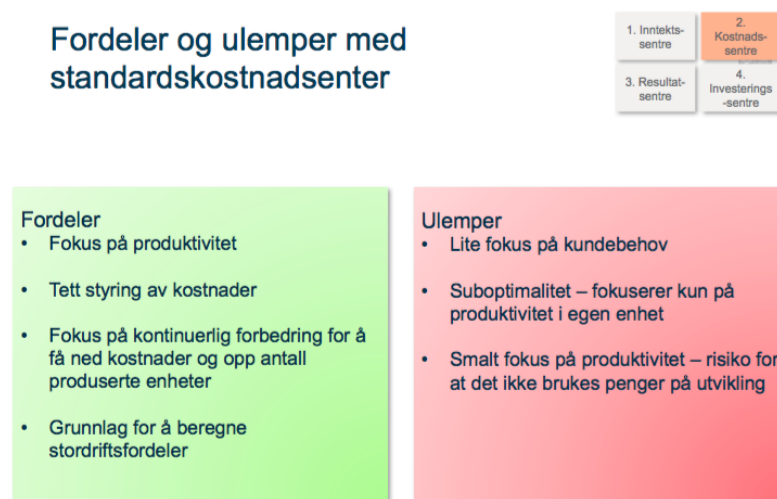 Fordeler og ulemper med
standardskostnadsenter
1. Inntekts-
sentre
2.
Kostnads-
sentre
3. Resultat-
sentre
4.
Investerings
-sentre
Fordeler
• Fokus på produktivitet
• Tett styring av kostnader
• Fokus på kontinuerlig forbedring for å
få ned kostnader og opp antall
produserte enheter
• Grunnlag for å beregne
stordriftsfordeler
Ulemper
• Lite fokus på kundebehov
• Suboptimalitet – fokuserer kun på
produktivitet i egen enhet
• Smalt fokus på produktivitet – risiko for
at det ikke brukes penger på utvikling